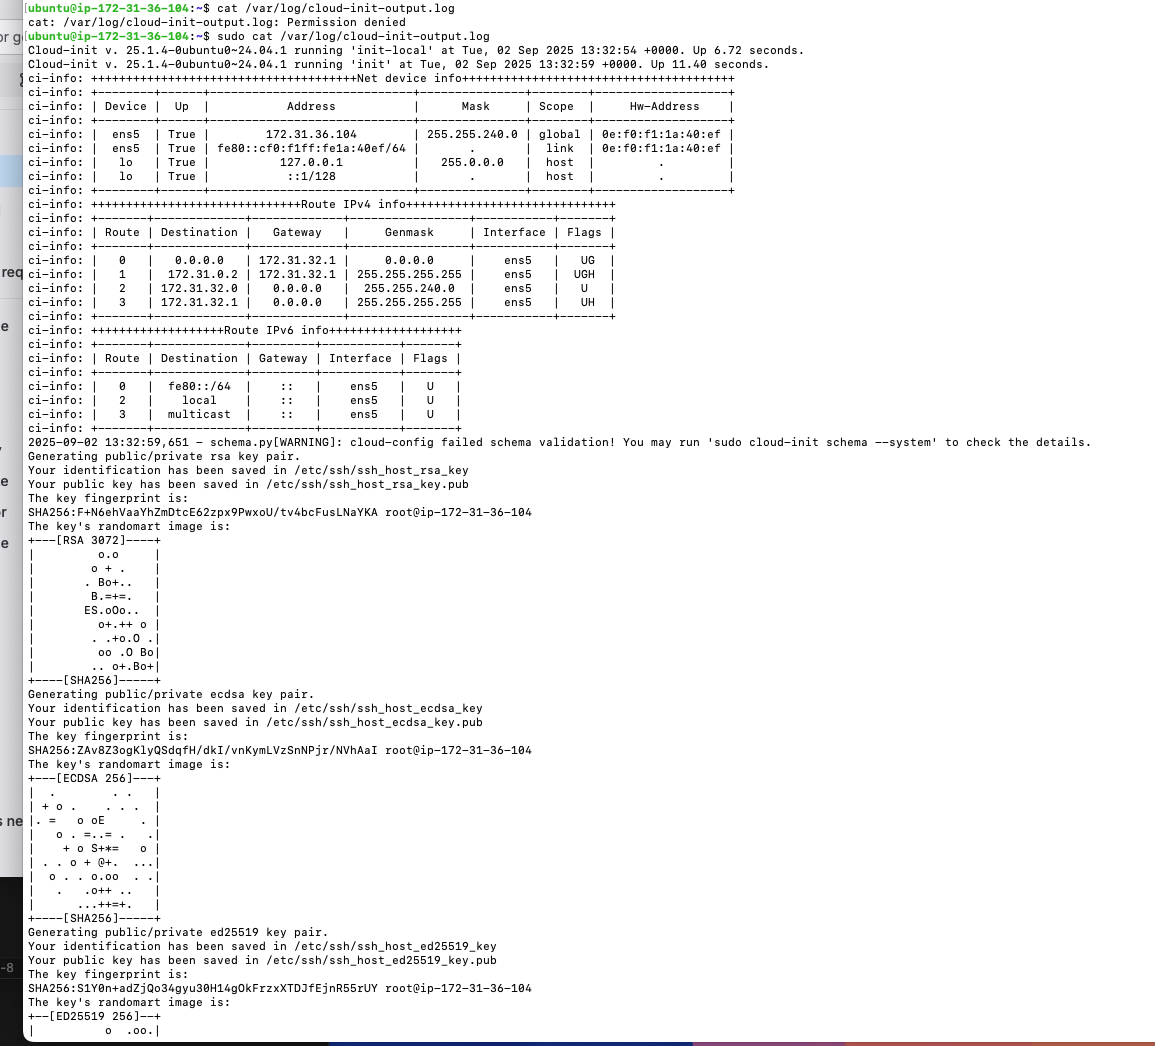 [ubuntu@ip-172-31-36-104:~$ cat /var/log/cloud-init-output.log
cat: /var/log/cloud-init-output.log: Permission denied
[ubuntu@ip-172-31-36-104:~$ sudo cat /var/log/cloud-init-output.log
Cloud-init v. 25.1.4-0ubuntu0~24.04.1 running 'init-local' at Tue, 02 Sep 2025 13:32:54 +0000. Up 6.72 seconds.
Cloud-init v. 25.1.4-0ubuntu0~24.04.1 running 'init' at Tue, 02 Sep 2025 13:32:59 +0000. Up 11.40 seconds.
ci-info: ++++++++++++++++++++++++++++++++++++++Net device info+++++++++++++++++++++++++++++++++++++++
ci-info: +--------+------+------------------------------+---------------+--------+-------------------+
ci-info: | Device |  Up  |           Address            |      Mask     | Scope  |     Hw-Address    |
ci-info: +--------+------+------------------------------+---------------+--------+-------------------+
ci-info: |  ens5  | True |        172.31.36.104         | 255.255.240.0 | global | 0e:f0:f1:1a:40:ef |
ci-info: |  ens5  | True | fe80::cf0:f1ff:fe1a:40ef/64  |       .       |  link  | 0e:f0:f1:1a:40:ef |
ci-info: |   lo   | True |          127.0.0.1           |   255.0.0.0   |  host  |         .         |
ci-info: |   lo   | True |           ::1/128            |       .       |  host  |         .         |
ci-info: +--------+------+------------------------------+---------------+--------+-------------------+
ci-info: ++++++++++++++++++++++++++++++Route IPv4 info++++++++++++++++++++++++++++++
ci-info: +-------+-------------+-------------+-----------------+-----------+-------+
ci-info: | Route | Destination |   Gateway   |     Genmask     | Interface | Flags |
ci-info: +-------+-------------+-------------+-----------------+-----------+-------+
ci-info: |   0   |   0.0.0.0   | 172.31.32.1 |     0.0.0.0     |    ens5   |   UG  |
ci-info: |   1   |  172.31.0.2 | 172.31.32.1 | 255.255.255.255 |    ens5   |  UGH  |
ci-info: |   2   | 172.31.32.0 |   0.0.0.0   |  255.255.240.0  |    ens5   |   U   |
ci-info: |   3   | 172.31.32.1 |   0.0.0.0   | 255.255.255.255 |    ens5   |   UH  |
ci-info: +-------+-------------+-------------+-----------------+-----------+-------+
ci-info: +++++++++++++++++++Route IPv6 info+++++++++++++++++++
ci-info: +-------+-------------+---------+-----------+-------+
ci-info: | Route | Destination | Gateway | Interface | Flags |
ci-info: +-------+-------------+---------+-----------+-------+
ci-info: |   0   |  fe80::/64  |    ::   |    ens5   |   U   |
ci-info: |   2   |    local    |    ::   |    ens5   |   U   |
ci-info: |   3   |  multicast  |    ::   |    ens5   |   U   |
ci-info: +-------+-------------+---------+-----------+-------+
2025-09-02 13:32:59,651 - schema.py[WARNING]: cloud-config failed schema validation! You may run 'sudo cloud-init schema --system' to check the details.
Generating public/private rsa key pair.
Your identification has been saved in /etc/ssh/ssh_host_rsa_key
Your public key has been saved in /etc/ssh/ssh_host_rsa_key.pub
The key fingerprint is:
SHA256:F+N6ehVaaYhZmDtcE62zpx9PwxoU/tv4bcFusLNaYKA root@ip-172-31-36-104
The key's randomart image is:
+---[RSA 3072]----+
|         o.o     |
|        o + .    |
|       . Bo+..   |
|        B.=+=.   |
|       ES.oOo..  |
|         o+.++ o |
|        . .+o.O .|
|         oo .O Bo|
|        .. o+.Bo+|
+----[SHA256]-----+
Generating public/private ecdsa key pair.
Your identification has been saved in /etc/ssh/ssh_host_ecdsa_key
Your public key has been saved in /etc/ssh/ssh_host_ecdsa_key.pub
The key fingerprint is:
SHA256:ZAv8Z3ogKlyQSdqfH/dkI/vnKymLVzSnNPjr/NVhAaI root@ip-172-31-36-104
The key's randomart image is:
+---[ECDSA 256]---+
|  .        . .   |
| + o .    . . .  |
|. =   o oE     . |
|   o . =..= .   .|
|    + o S+*=   o |
| . . o + @+.  ...|
|  o . . o.oo  . .|
|   .   .o++ ..   |
|      ...++=+.   |
+----[SHA256]-----+
Generating public/private ed25519 key pair.
Your identification has been saved in /etc/ssh/ssh_host_ed25519_key
Your public key has been saved in /etc/ssh/ssh_host_ed25519_key.pub
The key fingerprint is:
SHA256:S1Y0n+adZjQo34gyu30H14gOkFrzxXTDJfEjnR55rUY root@ip-172-31-36-104
The key's randomart image is:
+--[ED25519 256]--+
|          o  .oo.|